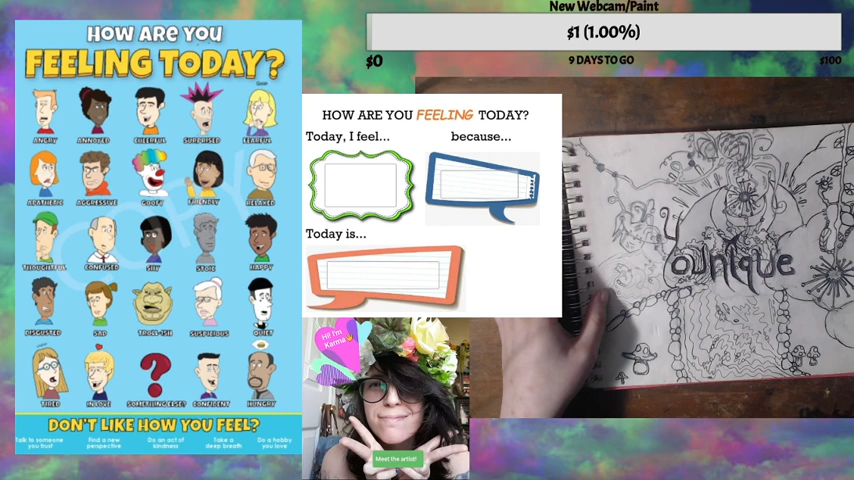 HOW ARE YOU
FEELING TODAY?
ANGRY ANNOYED CHEERFUL SURPRISED FEARFUL
APATHETIC AGGRESSIVE GOOFY FRIENDLY RELAXED
THOUGHTFUL CONFUSED SHY STOIC HAPPY
DISGUSTED SAD TROLL-ISH SUSPICIOUS QUIET
TIRED IN LOVE SOMETHING ELSE? CONFIDENT HUNGRY
DON'T LIKE HOW YOU FEEL?
Talk to someone you trust
Find a new perspective
Do an act of kindness
Take a deep breath
Do a hobby you love
COPY
New Webcam/Paint
$1 (1.00%)
$0 9 DAYS TO GO $100
HOW ARE YOU FEELING TODAY?
Today, I feel... because...
Today is...
Hi! I'm
Karma
Meet the artist!
Younique